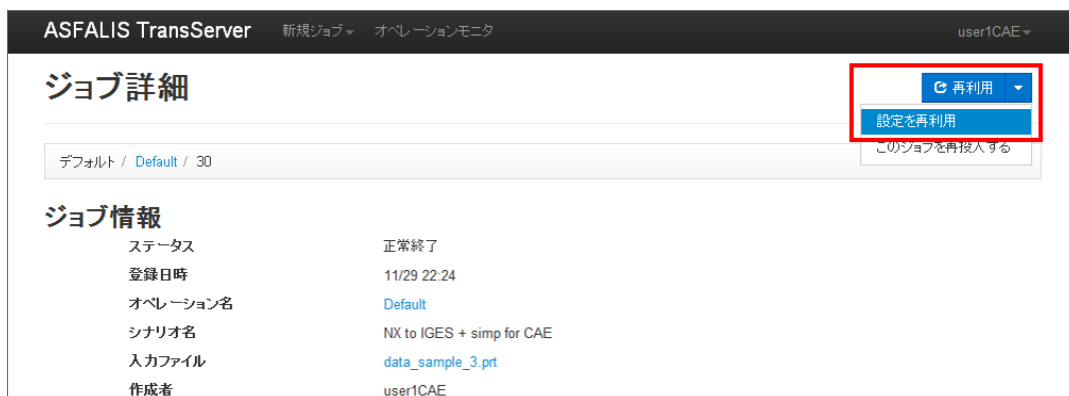 ASFALIS TransServer 新規ジョブ オペレーションモニタ user1CAE
ジョブ詳細
再利用
設定を再利用
このジョブを再投入する
デフォルト / Default / 30
ジョブ情報
ステータス 正常終了
登録日時 11/29 22:24
オペレーション名 Default
シナリオ名 NX to IGES + simp for CAE
入力ファイル data_sample_3.prt
作成者 user1CAE